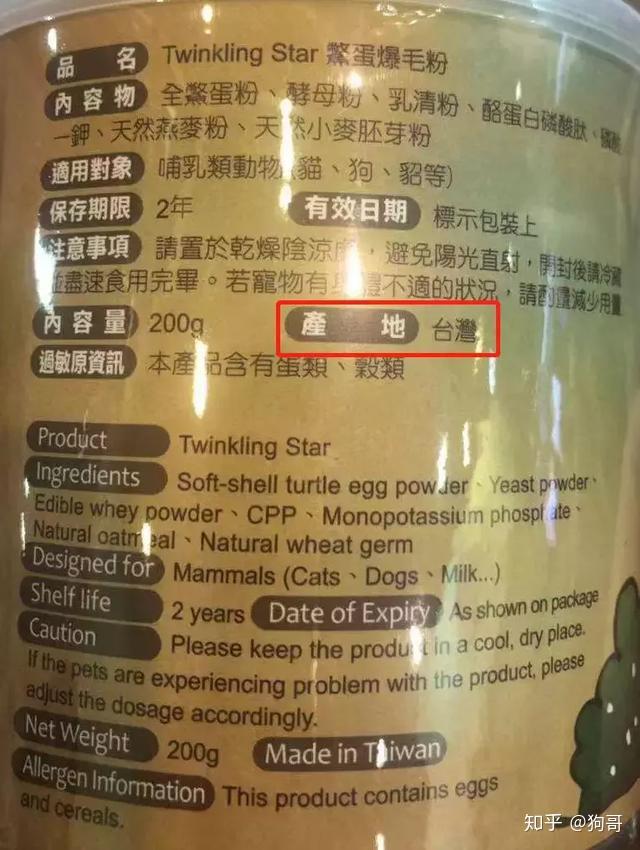 品 名 Twinkling Star 鱉蛋爆毛粉
內容物 全鱉蛋粉、酵母粉、乳清粉、酪蛋白磷酸肽、磷酸
一鉀、天然燕麥粉、天然小麥胚芽粉
適用對象 哺乳類動物(貓、狗、貂等)
保存期限 2年 有效日期 標示包裝上
注意事項 請置於乾燥陰涼處，避免陽光直射，開封後請冷藏
並盡速食用完畢。若寵物有身體不適的狀況，請酌量減少用量
內容量 200g 產 地 台灣
過敏原資訊 本產品含有蛋類、穀類
Product Twinkling Star
Ingredients Soft-shell turtle egg powder、Yeast powder、
Edible whey powder、CPP、Monopotassium phosphate、
Natural oatmeal、Natural wheat germ
Designed for Mammals (Cats、Dogs、Milk...)
Shelf life 2 years Date of Expiry As shown on package
Caution Please keep the product in a cool, dry place.
If the pets are experiencing problem with the product, please
adjust the dosage accordingly.
Net Weight 200g Made in Taiwan
Allergen Information This product contains eggs
and cereals.
知乎 @狗哥